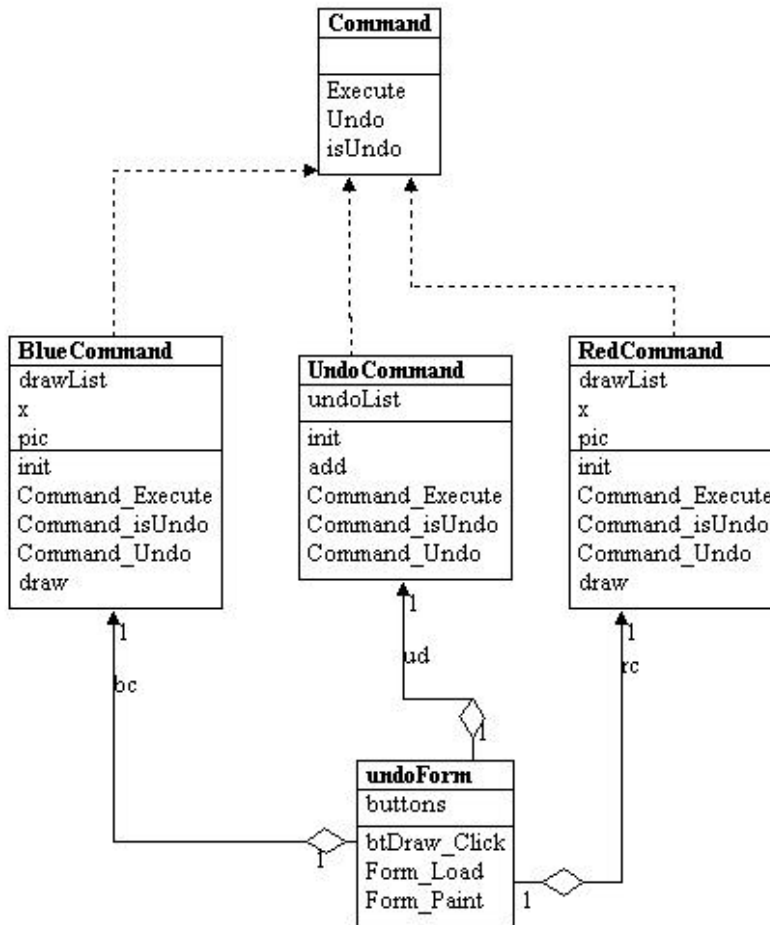 Command
Execute
Undo
isUndo
BlueCommand
drawList
x
pic
init
Command_Execute
Command_isUndo
Command_Undo
draw
UndoCommand
undoList
init
add
Command_Execute
Command_isUndo
Command_Undo
RedCommand
drawList
x
pic
init
Command_Execute
Command_isUndo
Command_Undo
draw
1
bc
1
ud
1
rc
1
1
1
undoForm
buttons
btDraw_Click
Form_Load
Form_Paint